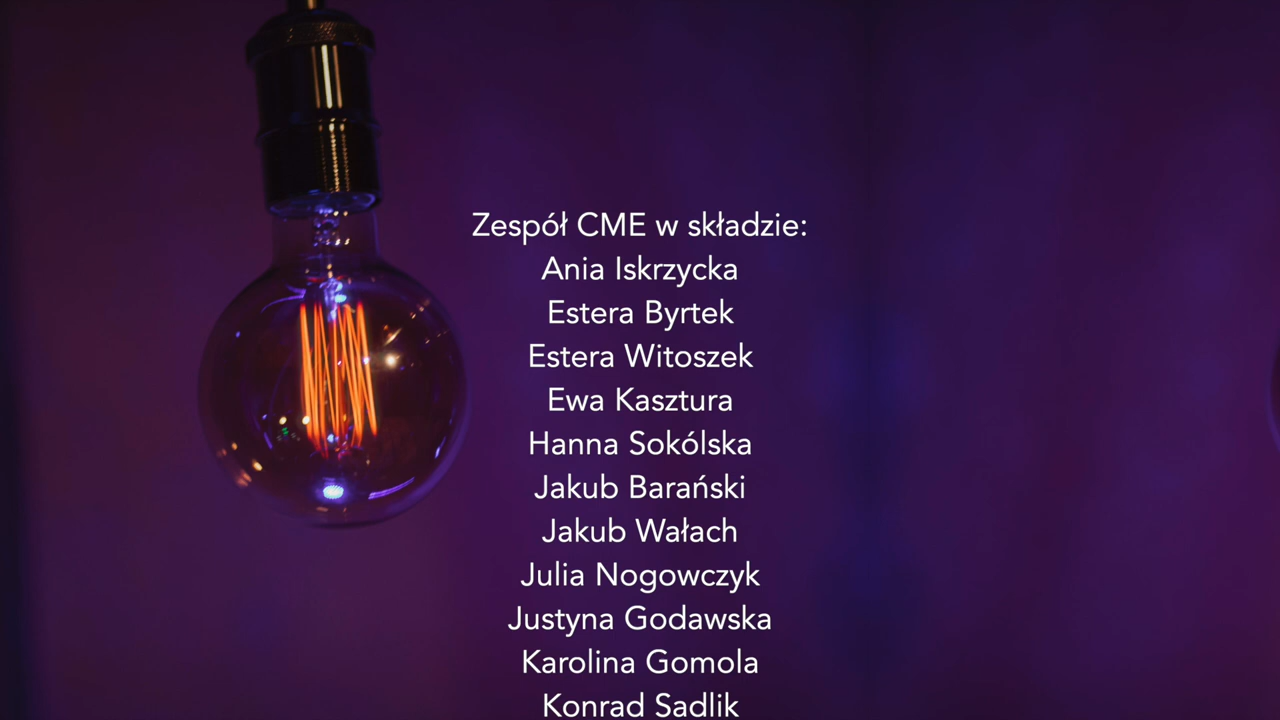 Zespół CME w składzie:
Ania Iskrzycka
Estera Byrtek
Estera Witoszek
Ewa Kasztura
Hanna Sokólska
Jakub Barański
Jakub Wałach
Julia Nogowczyk
Justyna Godawska
Karolina Gomola
Konrad Sadlik